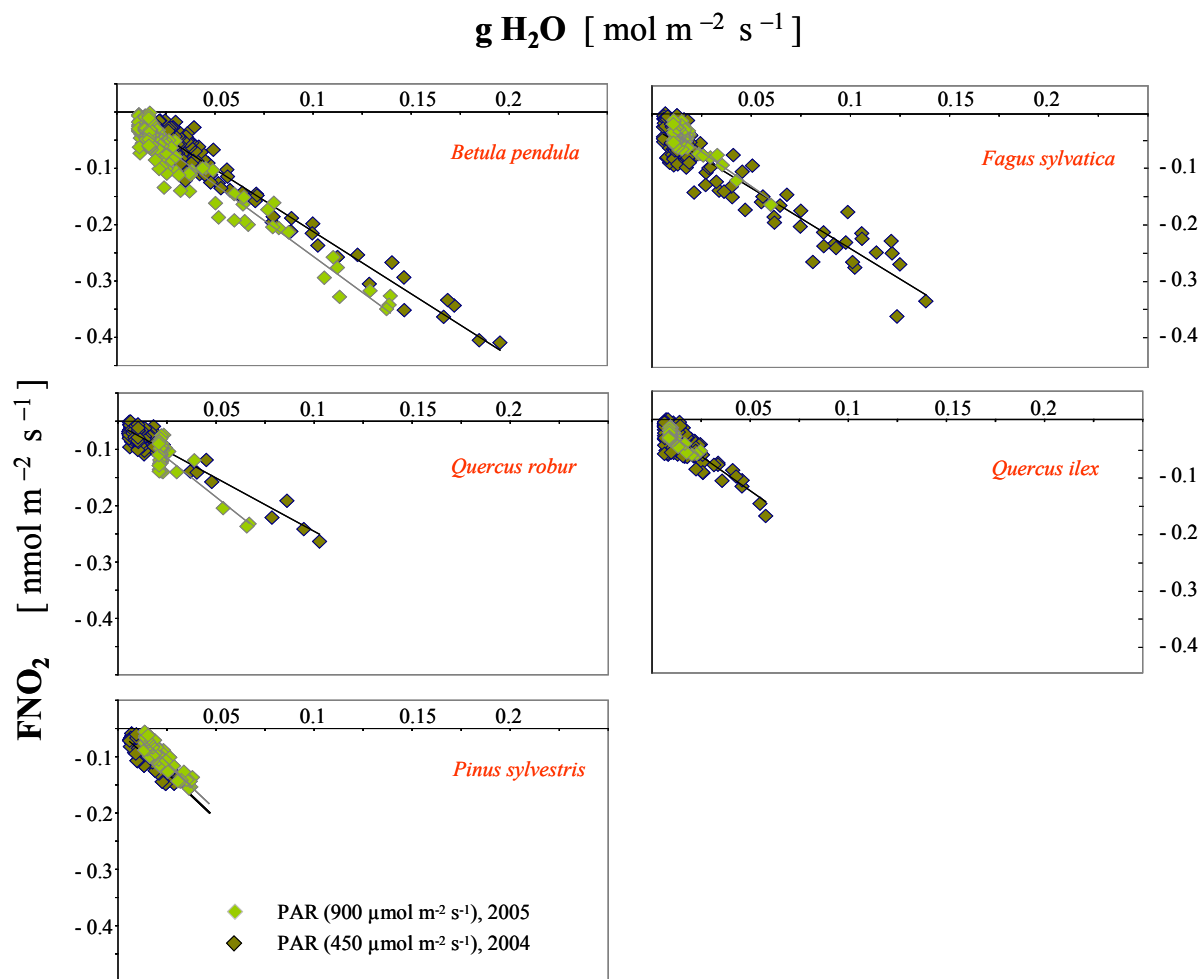 g H₂O [ mol m ⁻² s ⁻¹ ]
0.05 0.1 0.15 0.2
Betula pendula
- 0.1
- 0.2
- 0.3
- 0.4
0.05 0.1 0.15 0.2
Fagus sylvatica
- 0.1
- 0.2
- 0.3
- 0.4
FNO₂ [ nmol m ⁻² s ⁻¹ ]
0.05 0.1 0.15 0.2
Quercus robur
- 0.1
- 0.2
- 0.3
- 0.4
0.05 0.1 0.15 0.2
Quercus ilex
- 0.1
- 0.2
- 0.3
- 0.4
0.05 0.1 0.15 0.2
Pinus sylvestris
- 0.1
- 0.2
- 0.3
- 0.4
PAR (900 µmol m⁻² s⁻¹), 2005
PAR (450 µmol m⁻² s⁻¹), 2004